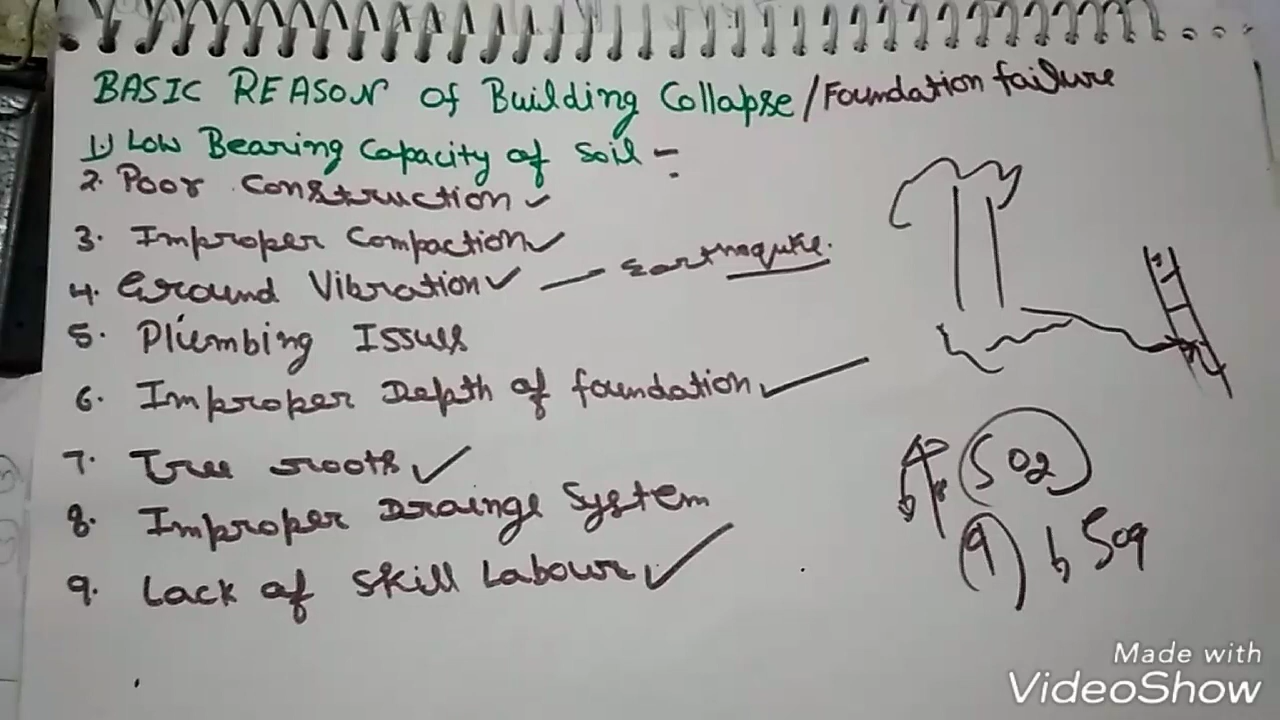 BASIC REASON of Building Collapse/Foundation failure
1) Low Bearing Capacity of Soil -
2. Poor Construction ✓
3. Improper Compaction ✓
4. Ground Vibration ✓ — Earthquke.
5. Plumbing Issues
6. Improper Depth of foundation ✓
7. Tree roots ✓
8. Improper Drainge System
9. Lack of Skill Labour ✓
SO2
Made with
VideoShow